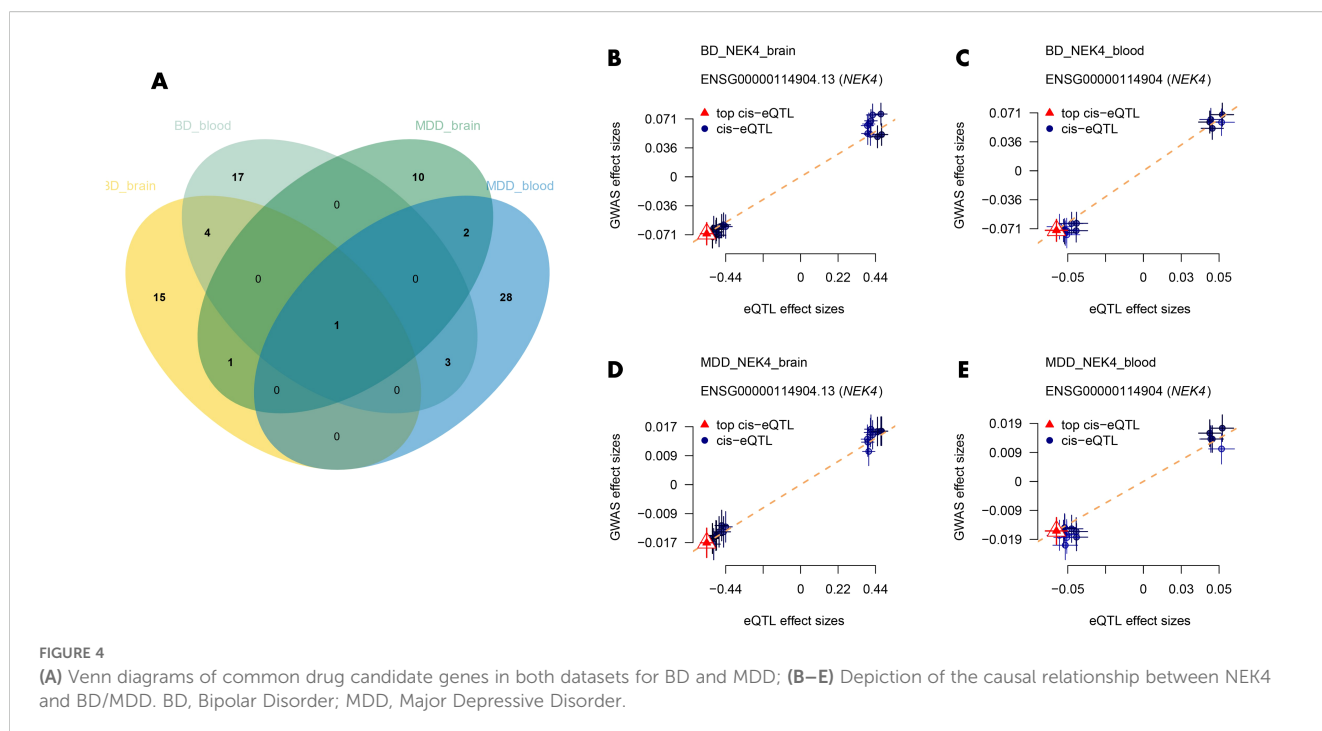 A
BD_blood
MDD_brain
3D_brain
MDD_blood
17
10
0
4
2
0
0
15
28
1
1
3
0
0
0
B
BD_NEK4_brain
ENSG00000114904.13 (NEK4)
top cis−eQTL
cis−eQTL
GWAS effect sizes
0.071
0.036
0
−0.036
−0.071
−0.44
0
0.22
0.44
eQTL effect sizes
C
BD_NEK4_blood
ENSG00000114904 (NEK4)
top cis−eQTL
cis−eQTL
GWAS effect sizes
0.071
0.036
0
−0.036
−0.071
−0.05
0
0.03
0.05
eQTL effect sizes
D
MDD_NEK4_brain
ENSG00000114904.13 (NEK4)
top cis−eQTL
cis−eQTL
GWAS effect sizes
0.017
0.009
0
−0.009
−0.017
−0.44
0
0.22
0.44
eQTL effect sizes
E
MDD_NEK4_blood
ENSG00000114904 (NEK4)
top cis−eQTL
cis−eQTL
GWAS effect sizes
0.019
0.009
0
−0.009
−0.019
−0.05
0
0.03
0.05
eQTL effect sizes
FIGURE 4
(A) Venn diagrams of common drug candidate genes in both datasets for BD and MDD; (B–E) Depiction of the causal relationship between NEK4
and BD/MDD. BD, Bipolar Disorder; MDD, Major Depressive Disorder.